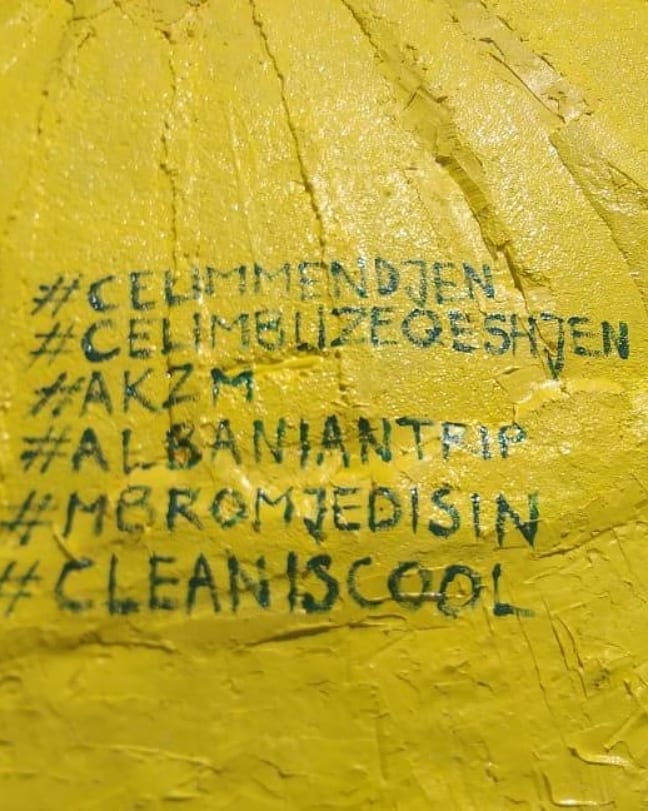 #CELIMMENDJEN
#CELIMBUZEQESHJEN
#AKZM
#ALBANIANTRIP
#MBROMJEDISIN
#CLEANISCOOL